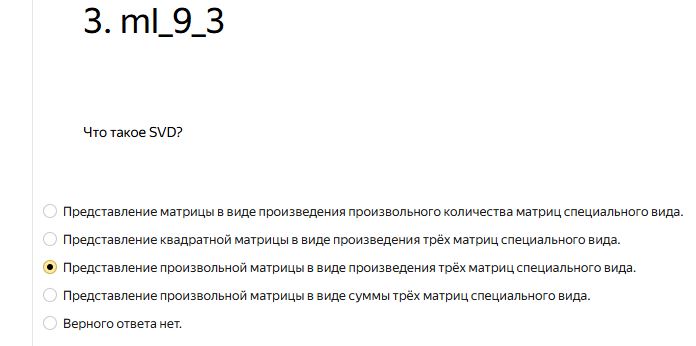 3. ml_9_3
Что такое SVD?
Представление матрицы в виде произведения произвольного количества матриц специального вида.
Представление квадратной матрицы в виде произведения трёх матриц специального вида.
Представление произвольной матрицы в виде произведения трёх матриц специального вида.
Представление произвольной матрицы в виде суммы трёх матриц специального вида.
Верного ответа нет.